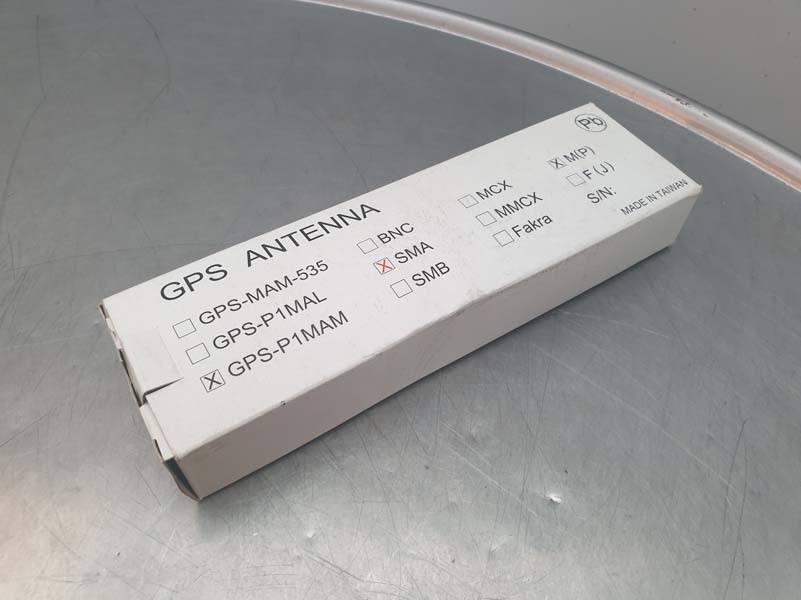 GPS ANTENNA
GPS-MAM-535
GPS-P1MAL
GPS-P1MAM
BNC
SMA
SMB
MCX
MMCX
Fakra
M(P)
F(J)
S/N:
MADE IN TAIWAN
Pb